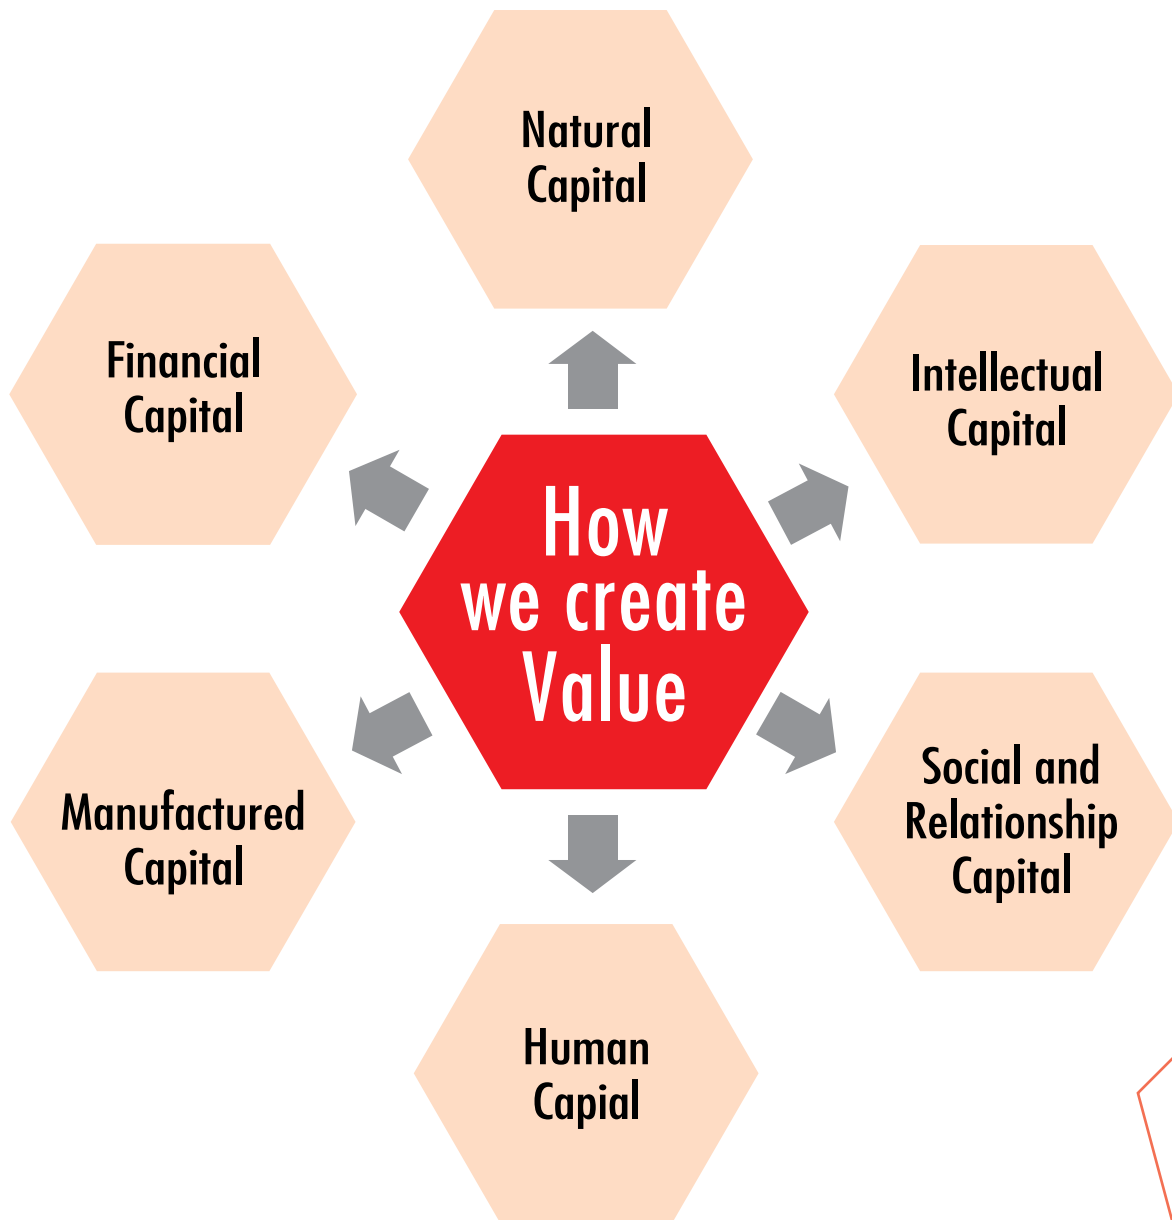 Natural
Capital
Financial
Capital
Intellectual
Capital
How
we create
Value
Manufactured
Capital
Social and
Relationship
Capital
Human
Capial